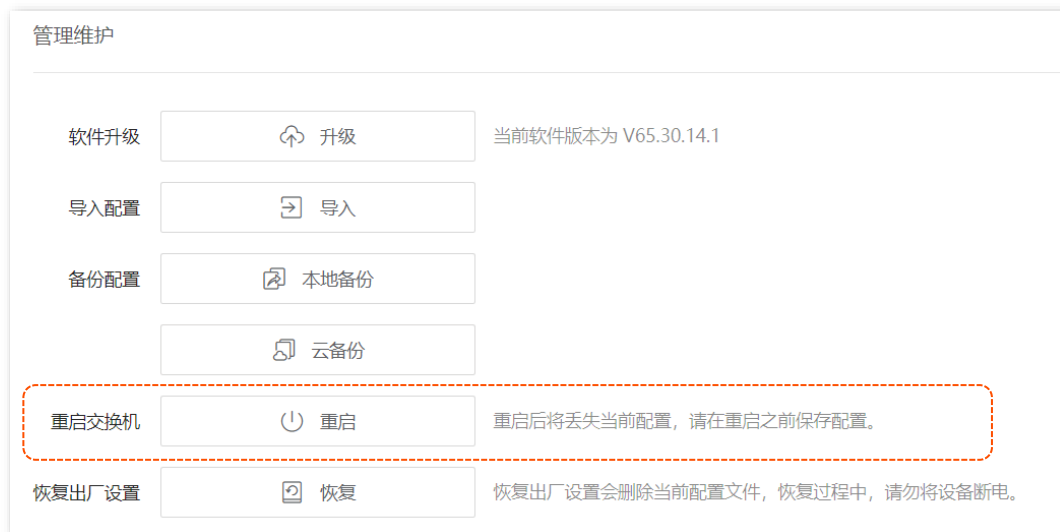 管理维护
软件升级 升级 当前软件版本为 V65.30.14.1
导入配置 导入
备份配置 本地备份
云备份
重启交换机 重启 重启后将丢失当前配置，请在重启之前保存配置。
恢复出厂设置 恢复 恢复出厂设置会删除当前配置文件，恢复过程中，请勿将设备断电。